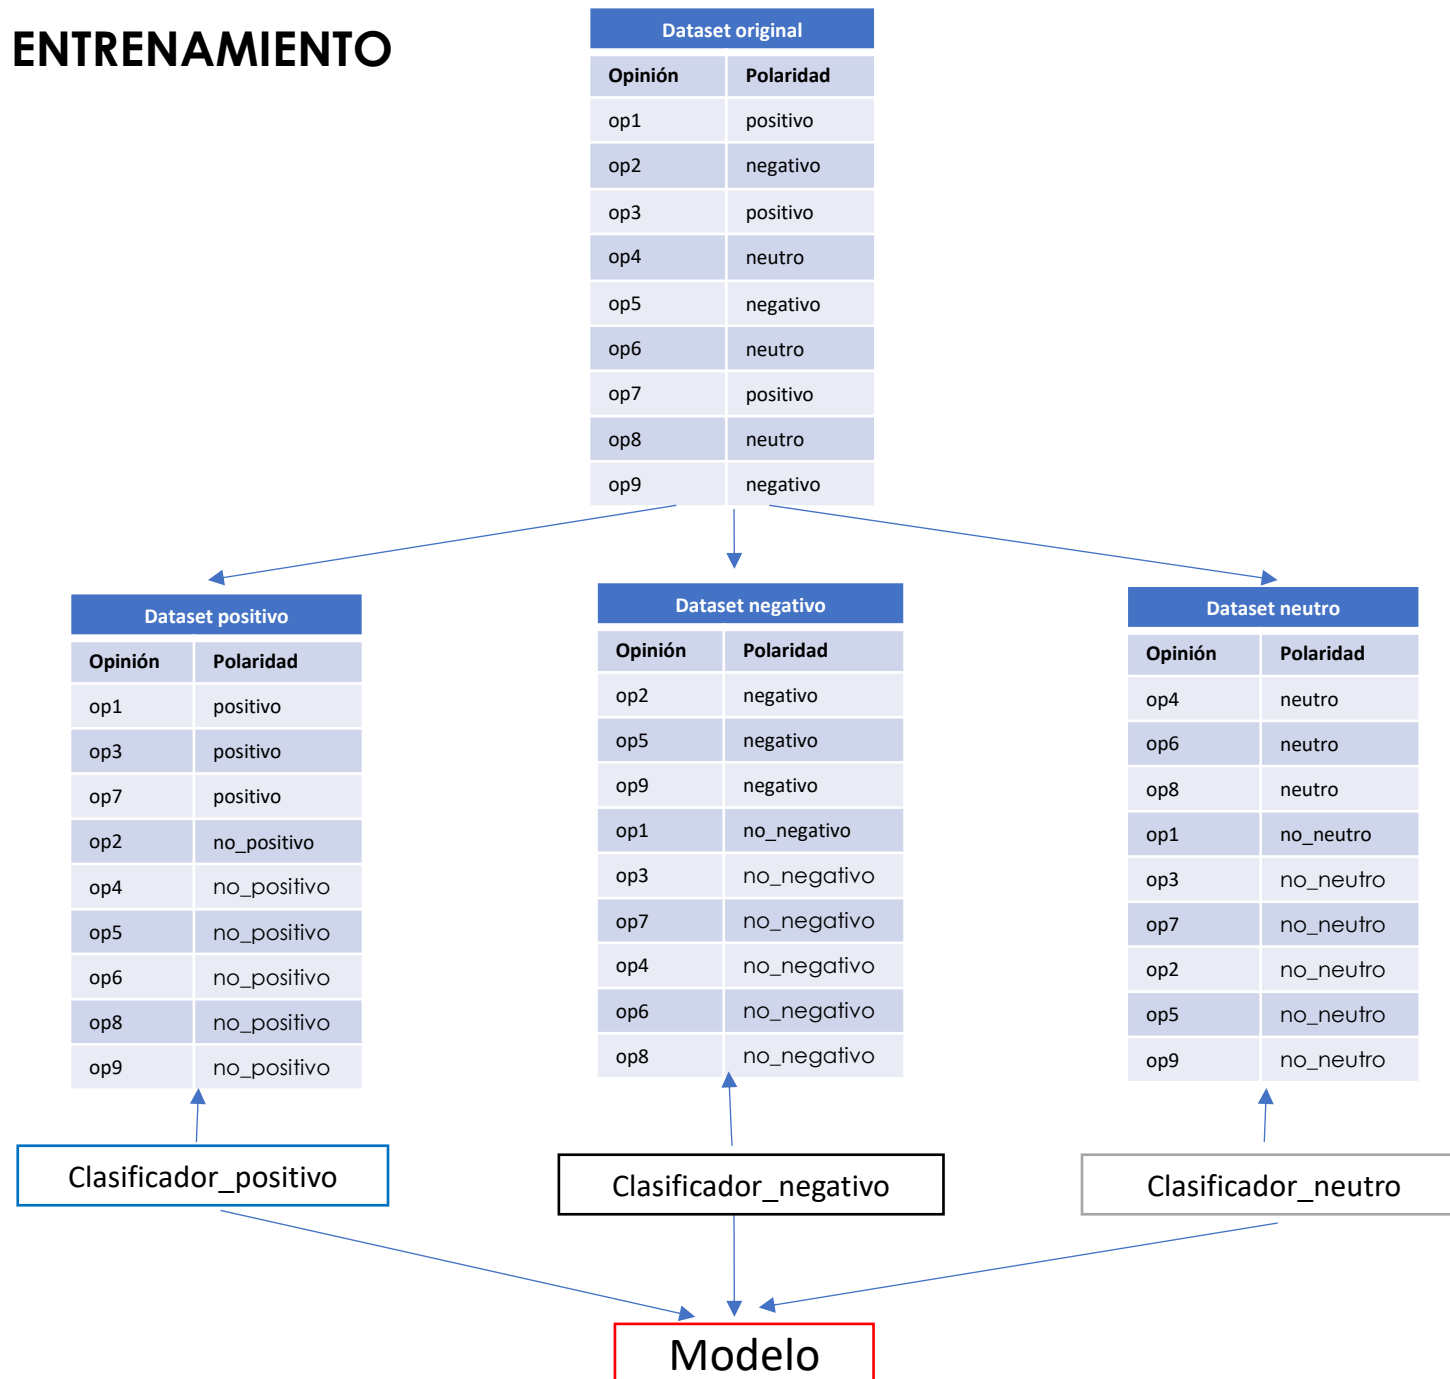 ENTRENAMIENTO
Dataset original
Opinión Polaridad
op1 positivo
op2 negativo
op3 positivo
op4 neutro
op5 negativo
op6 neutro
op7 positivo
op8 neutro
op9 negativo
Dataset positivo
Opinión Polaridad
op1 positivo
op3 positivo
op7 positivo
op2 no_positivo
op4 no_positivo
op5 no_positivo
op6 no_positivo
op8 no_positivo
op9 no_positivo
Dataset negativo
Opinión Polaridad
op2 negativo
op5 negativo
op9 negativo
op1 no_negativo
op3 no_negativo
op7 no_negativo
op4 no_negativo
op6 no_negativo
op8 no_negativo
Dataset neutro
Opinión Polaridad
op4 neutro
op6 neutro
op8 neutro
op1 no_neutro
op3 no_neutro
op7 no_neutro
op2 no_neutro
op5 no_neutro
op9 no_neutro
Clasificador_positivo
Clasificador_negativo
Clasificador_neutro
Modelo